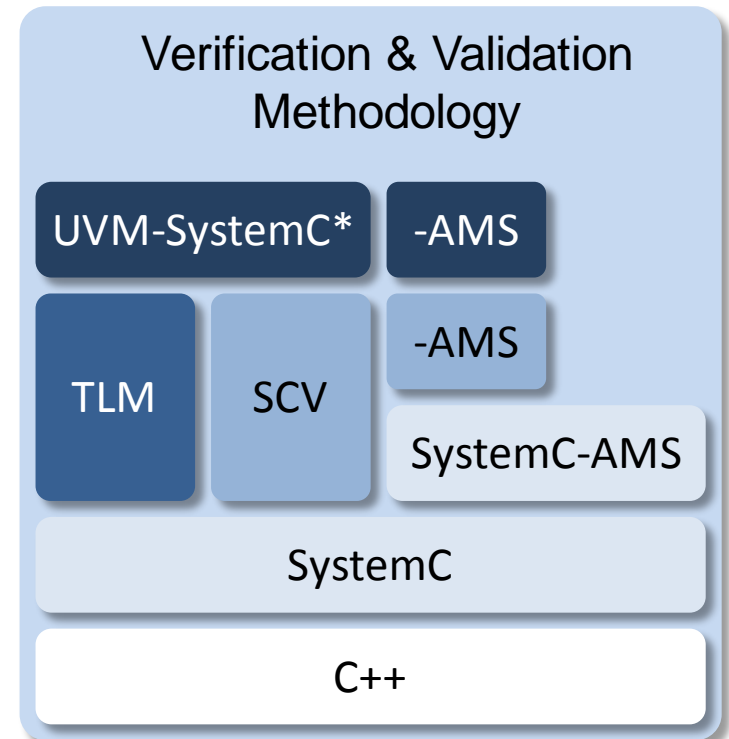 Verification & Validation
Methodology
UVM-SystemC*
-AMS
-AMS
TLM
SCV
SystemC-AMS
SystemC
C++